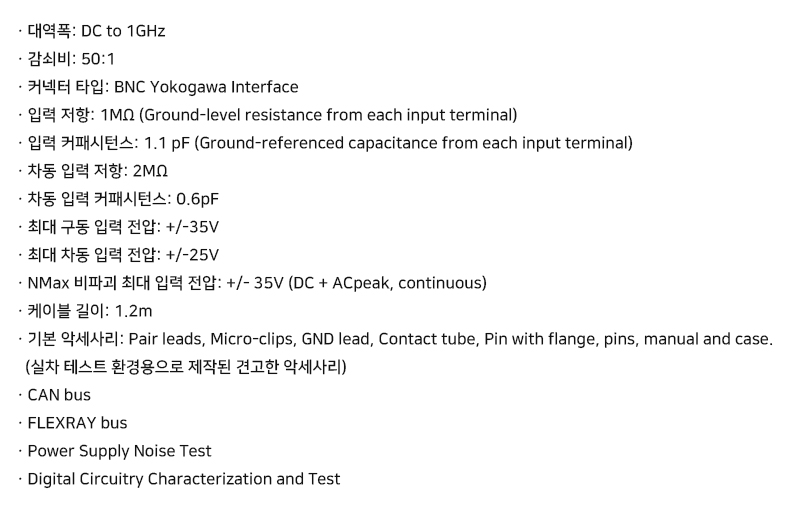 · 대역폭: DC to 1GHz
· 감쇠비: 50:1
· 커넥터 타입: BNC Yokogawa Interface
· 입력 저항: 1MΩ (Ground-level resistance from each input terminal)
· 입력 커패시턴스: 1.1 pF (Ground-referenced capacitance from each input terminal)
· 차동 입력 저항: 2MΩ
· 차동 입력 커패시턴스: 0.6pF
· 최대 구동 입력 전압: +/-35V
· 최대 차동 입력 전압: +/-25V
· NMax 비파괴 최대 입력 전압: +/- 35V (DC + ACpeak, continuous)
· 케이블 길이: 1.2m
· 기본 악세사리: Pair leads, Micro-clips, GND lead, Contact tube, Pin with flange, pins, manual and case.
(실차 테스트 환경용으로 제작된 견고한 악세사리)
· CAN bus
· FLEXRAY bus
· Power Supply Noise Test
· Digital Circuitry Characterization and Test